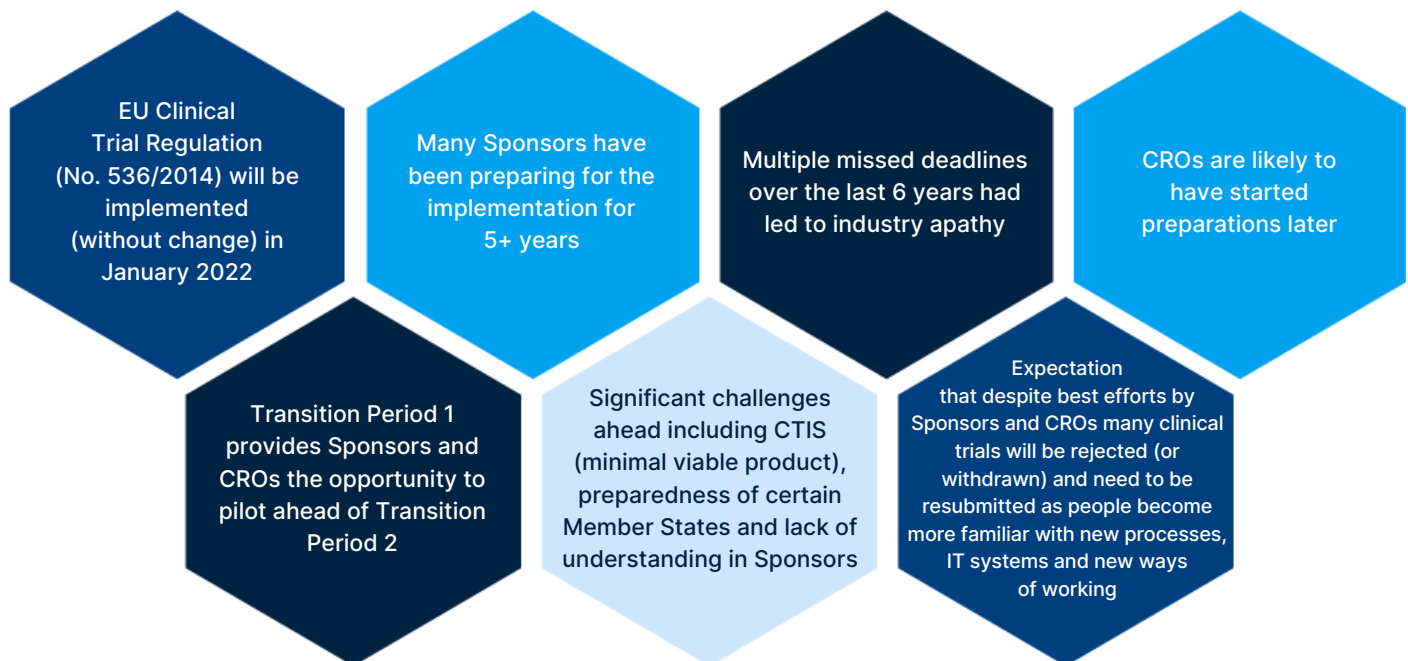 EU Clinical
Trial Regulation
(No. 536/2014) will be
implemented
(without change) in
January 2022
Many Sponsors have
been preparing for the
implementation for
5+ years
Multiple missed deadlines
over the last 6 years had
led to industry apathy
CROs are likely to
have started
preparations later
Transition Period 1
provides Sponsors and
CROs the opportunity to
pilot ahead of Transition
Period 2
Significant challenges
ahead including CTIS
(minimal viable product),
preparedness of certain
Member States and lack of
understanding in Sponsors
Expectation
that despite best efforts by
Sponsors and CROs many clinical
trials will be rejected (or
withdrawn) and need to be
resubmitted as people become
more familiar with new processes,
IT systems and new ways
of working